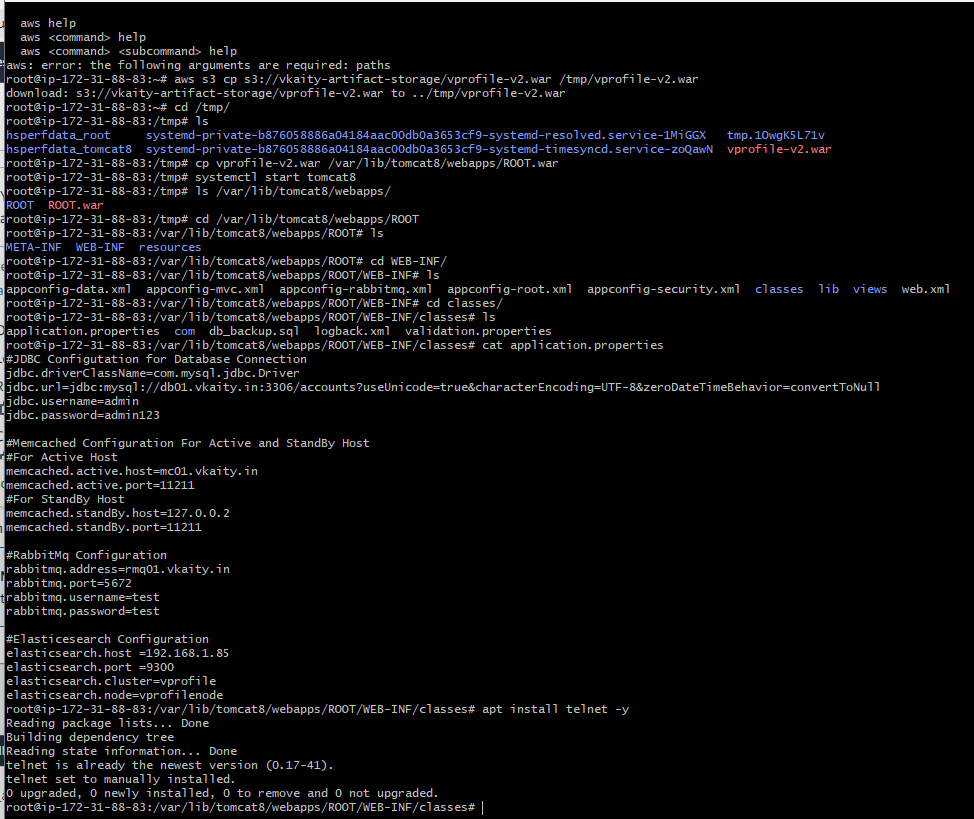 aws help
aws <command> help
aws <command> <subcommand> help
aws: error: the following arguments are required: paths
root@ip-172-31-88-83:~# aws s3 cp s3://vkaity-artifact-storage/vprofile-v2.war /tmp/vprofile-v2.war
download: s3://vkaity-artifact-storage/vprofile-v2.war to ../tmp/vprofile-v2.war
root@ip-172-31-88-83:~# cd /tmp/
root@ip-172-31-88-83:/tmp# ls
hsperfdata_root     systemd-private-b876058886a04184aac00db0a3653cf9-systemd-resolved.service-1MiGGX   tmp.1OwgK5L71v
hsperfdata_tomcat8  systemd-private-b876058886a04184aac00db0a3653cf9-systemd-timesyncd.service-zoQawN  vprofile-v2.war
root@ip-172-31-88-83:/tmp# cp vprofile-v2.war /var/lib/tomcat8/webapps/ROOT.war
root@ip-172-31-88-83:/tmp# systemctl start tomcat8
root@ip-172-31-88-83:/tmp# ls /var/lib/tomcat8/webapps/
ROOT  ROOT.war
root@ip-172-31-88-83:/tmp# cd /var/lib/tomcat8/webapps/ROOT
root@ip-172-31-88-83:/var/lib/tomcat8/webapps/ROOT# ls
META-INF  WEB-INF  resources
root@ip-172-31-88-83:/var/lib/tomcat8/webapps/ROOT# cd WEB-INF/
root@ip-172-31-88-83:/var/lib/tomcat8/webapps/ROOT/WEB-INF# ls
appconfig-data.xml  appconfig-mvc.xml  appconfig-rabbitmq.xml  appconfig-root.xml  appconfig-security.xml  classes  lib  views  web.xml
root@ip-172-31-88-83:/var/lib/tomcat8/webapps/ROOT/WEB-INF# cd classes/
root@ip-172-31-88-83:/var/lib/tomcat8/webapps/ROOT/WEB-INF/classes# ls
application.properties  com  db_backup.sql  logback.xml  validation.properties
root@ip-172-31-88-83:/var/lib/tomcat8/webapps/ROOT/WEB-INF/classes# cat application.properties
#JDBC Configutation for Database Connection
jdbc.driverClassName=com.mysql.jdbc.Driver
jdbc.url=jdbc:mysql://db01.vkaity.in:3306/accounts?useUnicode=true&characterEncoding=UTF-8&zeroDateTimeBehavior=convertToNull
jdbc.username=admin
jdbc.password=admin123

#Memcached Configuration For Active and StandBy Host
#For Active Host
memcached.active.host=mc01.vkaity.in
memcached.active.port=11211
#For StandBy Host
memcached.standBy.host=127.0.0.2
memcached.standBy.port=11211

#RabbitMq Configuration
rabbitmq.address=rmq01.vkaity.in
rabbitmq.port=5672
rabbitmq.username=test
rabbitmq.password=test

#Elasticesearch Configuration
elasticsearch.host =192.168.1.85
elasticsearch.port =9300
elasticsearch.cluster=vprofile
elasticsearch.node=vprofilenode
root@ip-172-31-88-83:/var/lib/tomcat8/webapps/ROOT/WEB-INF/classes# apt install telnet -y
Reading package lists... Done
Building dependency tree
Reading state information... Done
telnet is already the newest version (0.17-41).
telnet set to manually installed.
0 upgraded, 0 newly installed, 0 to remove and 0 not upgraded.
root@ip-172-31-88-83:/var/lib/tomcat8/webapps/ROOT/WEB-INF/classes#